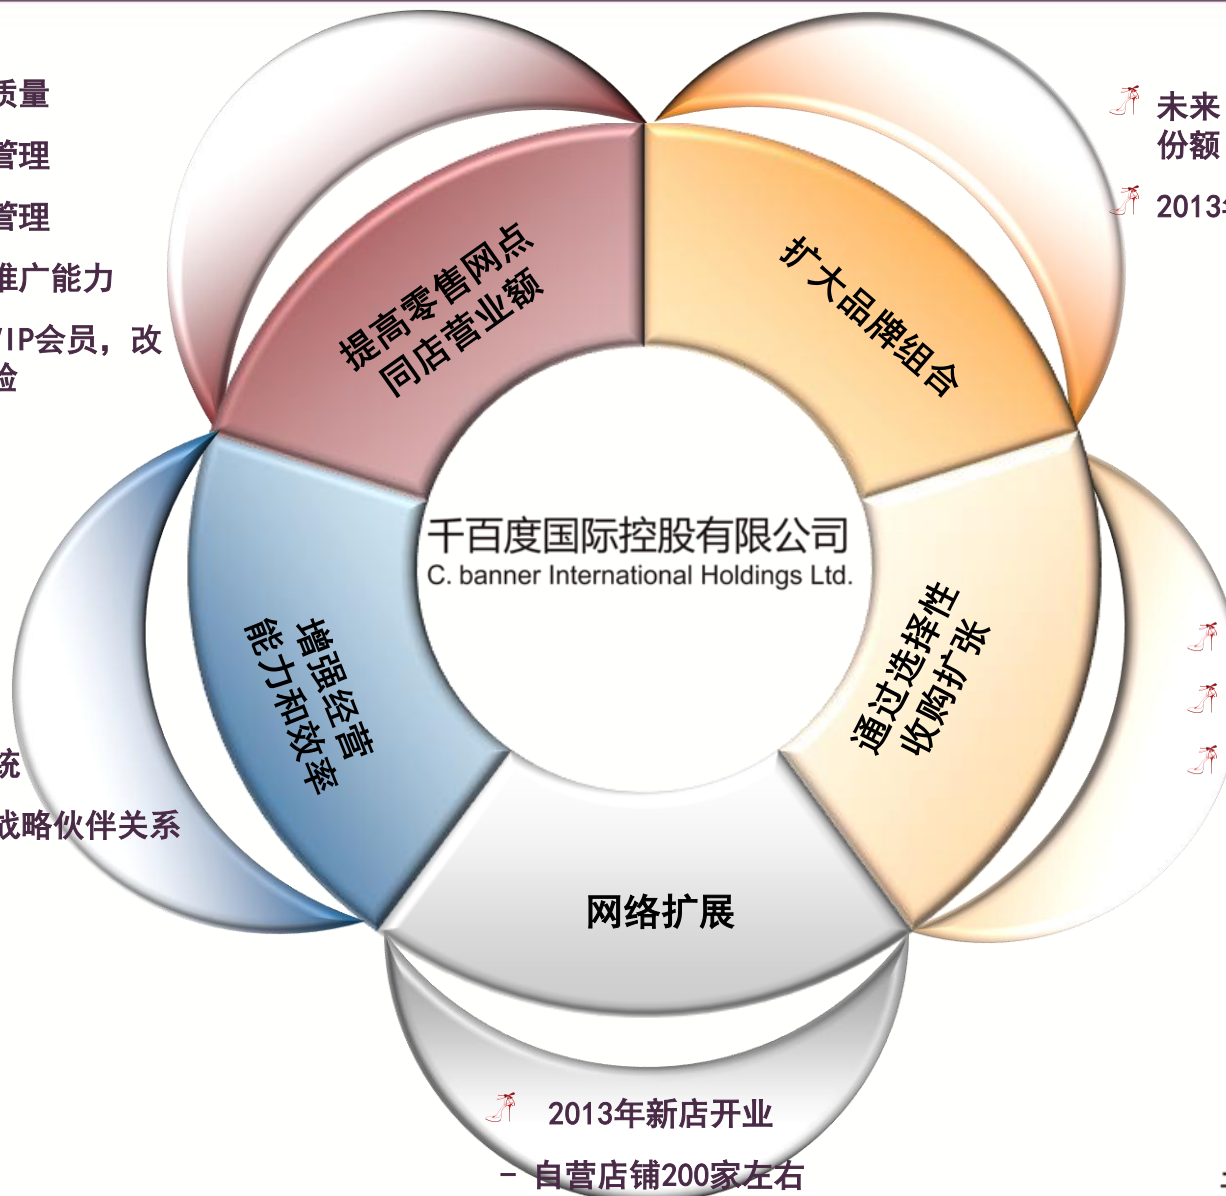 质量
管理
管理
推广能力
VIP会员，改
验
未来
份额
2013年
提高零售网点
同店营业额
扩大品牌组合
千百度国际控股有限公司
C. banner International Holdings Ltd.
增强经营
能力和效率
通过选择性
收购扩张
统
战略伙伴关系
网络扩展
2013年新店开业
- 自营店铺200家左右